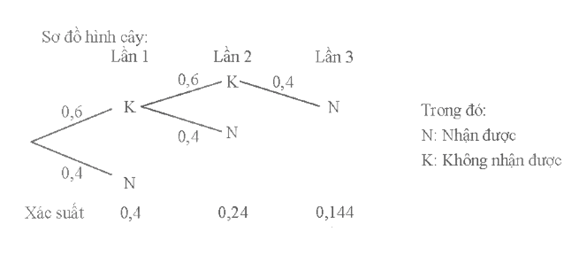 Sơ đồ hình cây:
Lần 1 Lần 2 Lần 3
0,6 K 0,4
0,6 K N
0,4 N
0,4 N
Trong đó:
N: Nhận được
K: Không nhận được
Xác suất 0,4 0,24 0,144